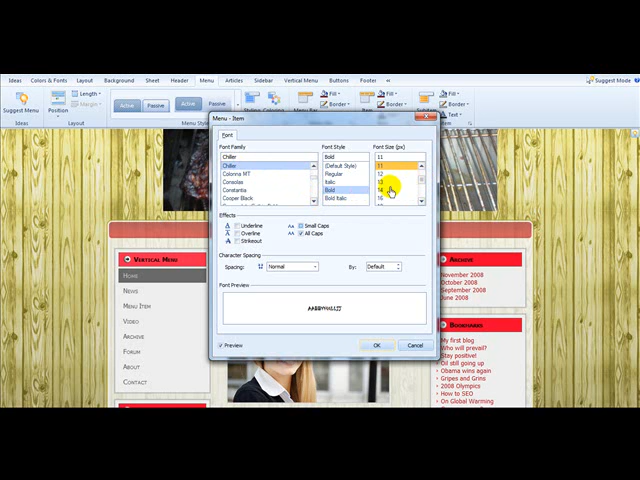 Ideas Colors & Fonts Layout Background Sheet Header Menu Articles Sidebar Vertical Menu Buttons Footer Suggest Mode
Suggest Menu Position Length Margin Active Passive Active Passive Fill Border Fill Border Text
Ideas
Menu - Item
Font
Font Family Font Style Font Size (px)
Chiller Bold 11
Chiller (Default Style) 11
Colonna MT Regular 12
Consolas Italic 13
Constantia Bold 14
Cooper Black Bold Italic 16
Effects
Underline Small Caps
Overline All Caps
Strikeout
Character Spacing
Spacing: Normal By: Default
Font Preview
AABBYYÀÁLĹJJ
Preview OK Cancel
Vertical Menu
Home
News
Menu Item
Video
Archive
Forum
About
Contact
Archive
November 2008
October 2008
September 2008
June 2008
Bookmarks
My first blog
Who will prevail?
Stay positive!
Oil still going up
Obama wins again
Gripes and Grins
2008 Olympics
How to SEO
On Global Warming